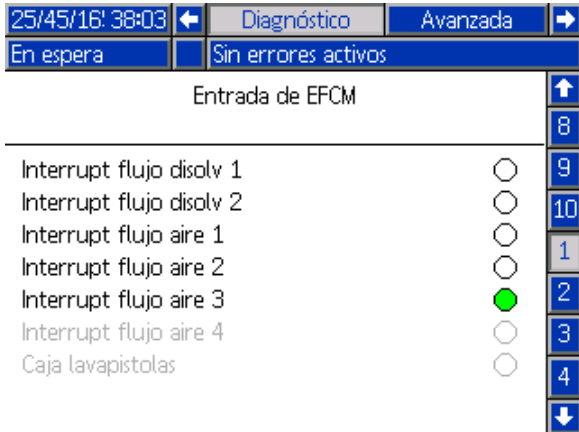 25/45/16' 38:03 Diagnóstico Avanzada
En espera Sin errores activos
Entrada de EFCM
8
Interrupt flujo disolv 1 9
Interrupt flujo disolv 2 10
Interrupt flujo aire 1
Interrupt flujo aire 2 1
Interrupt flujo aire 3 2
Interrupt flujo aire 4 3
Caja lavapistolas 4